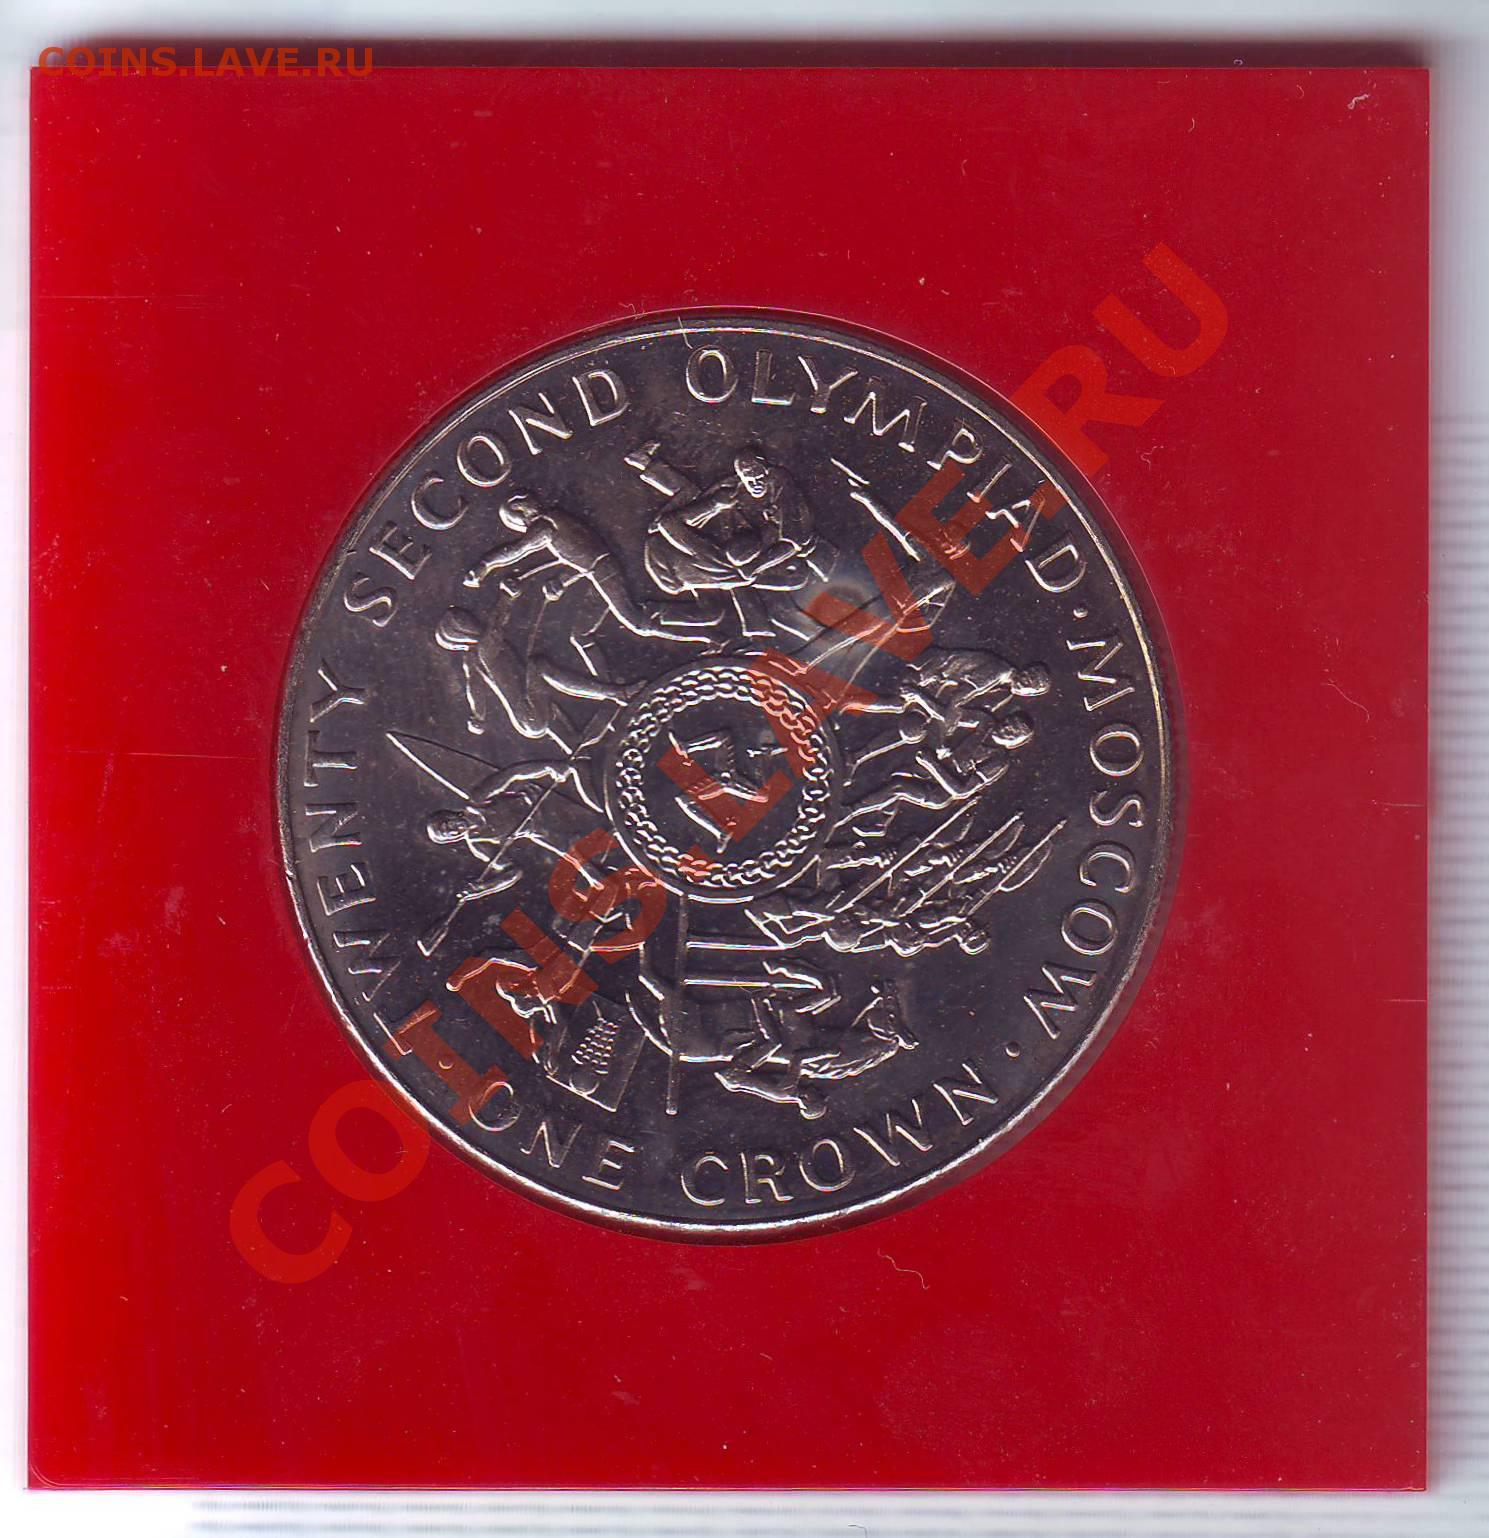 COINS.LAVE.RU
TWENTY SECOND OLYMPIAD · MOSCOW ·
ONE CROWN ·
COINS.LAVE.RU